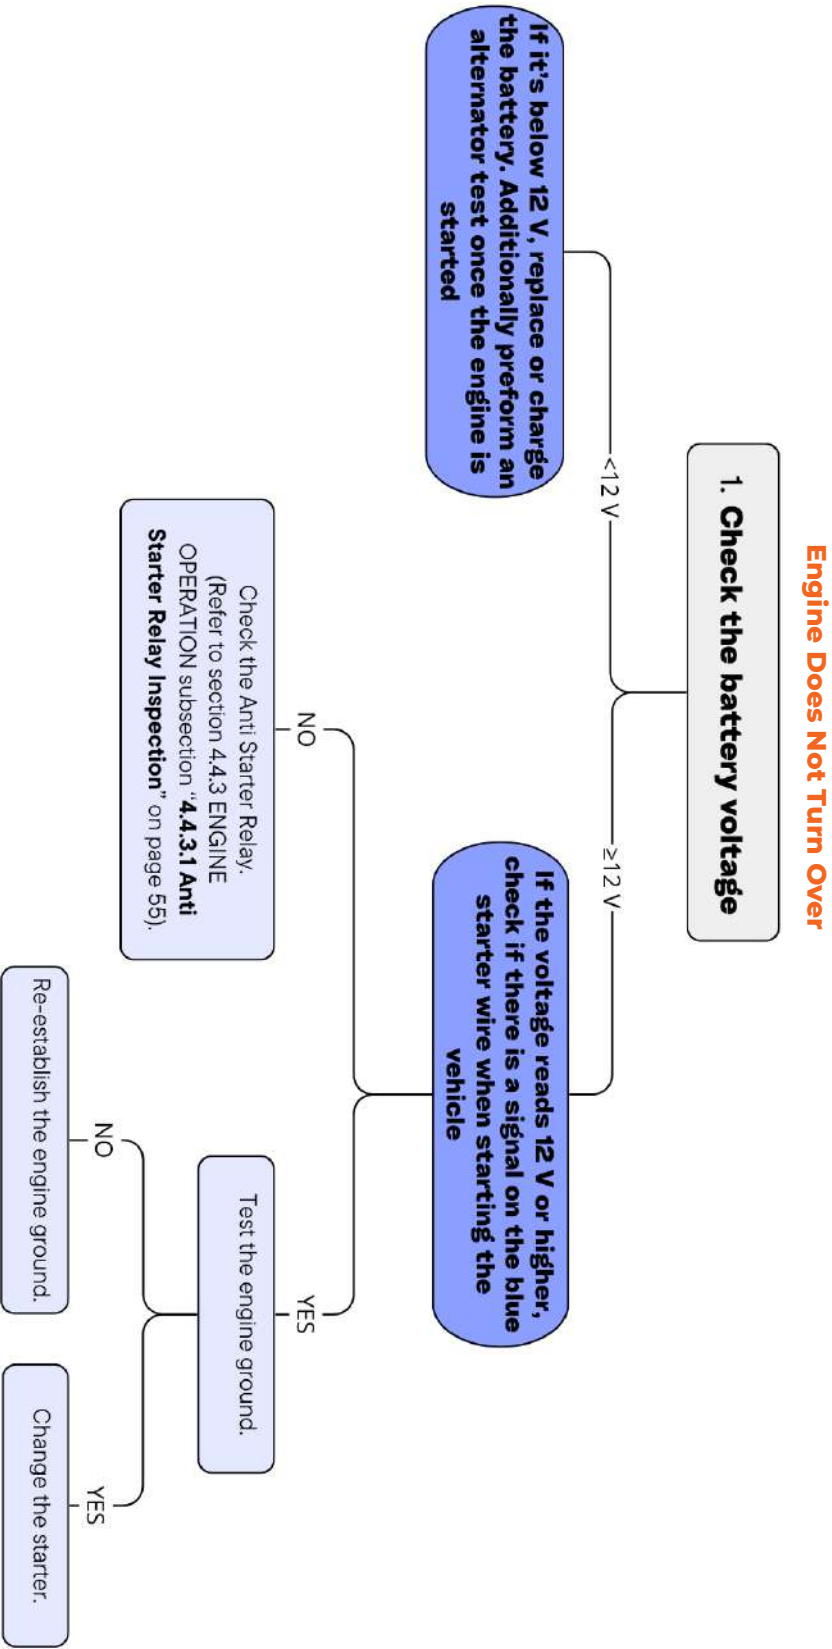 Engine Does Not Turn Over
1. Check the battery voltage
<12 V
≥12 V
If it's below 12 V, replace or charge
the battery. Additionally preform an
alternator test once the engine is
started
If the voltage reads 12 V or higher,
check if there is a signal on the blue
starter wire when starting the
vehicle
NO
YES
Check the Anti Starter Relay.
(Refer to section 4.4.3 ENGINE
OPERATION subsection “4.4.3.1 Anti
Starter Relay Inspection” on page 55).
Test the engine ground.
NO
YES
Re-establish the engine ground.
Change the starter.